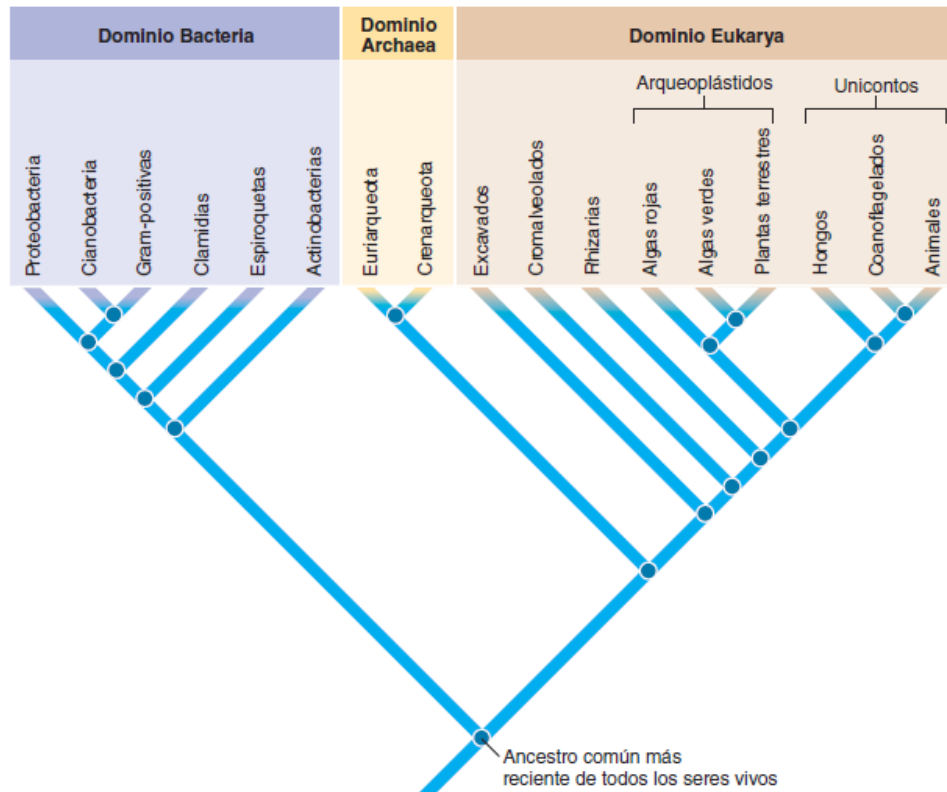 Dominio Bacteria
Dominio
Archaea
Dominio Eukarya
Arqueoplástidos
Unicontos
Proteobacteria
Cianobacteria
Gram-positivas
Clamidias
Espiroquetas
Actinobacterias
Euriarqueota
Crenarqueota
Excavados
Cromalveolados
Rhizarias
Algas rojas
Algas verdes
Plantas terrestres
Hongos
Coanoflagelados
Animales
Ancestro común más
reciente de todos los seres vivos